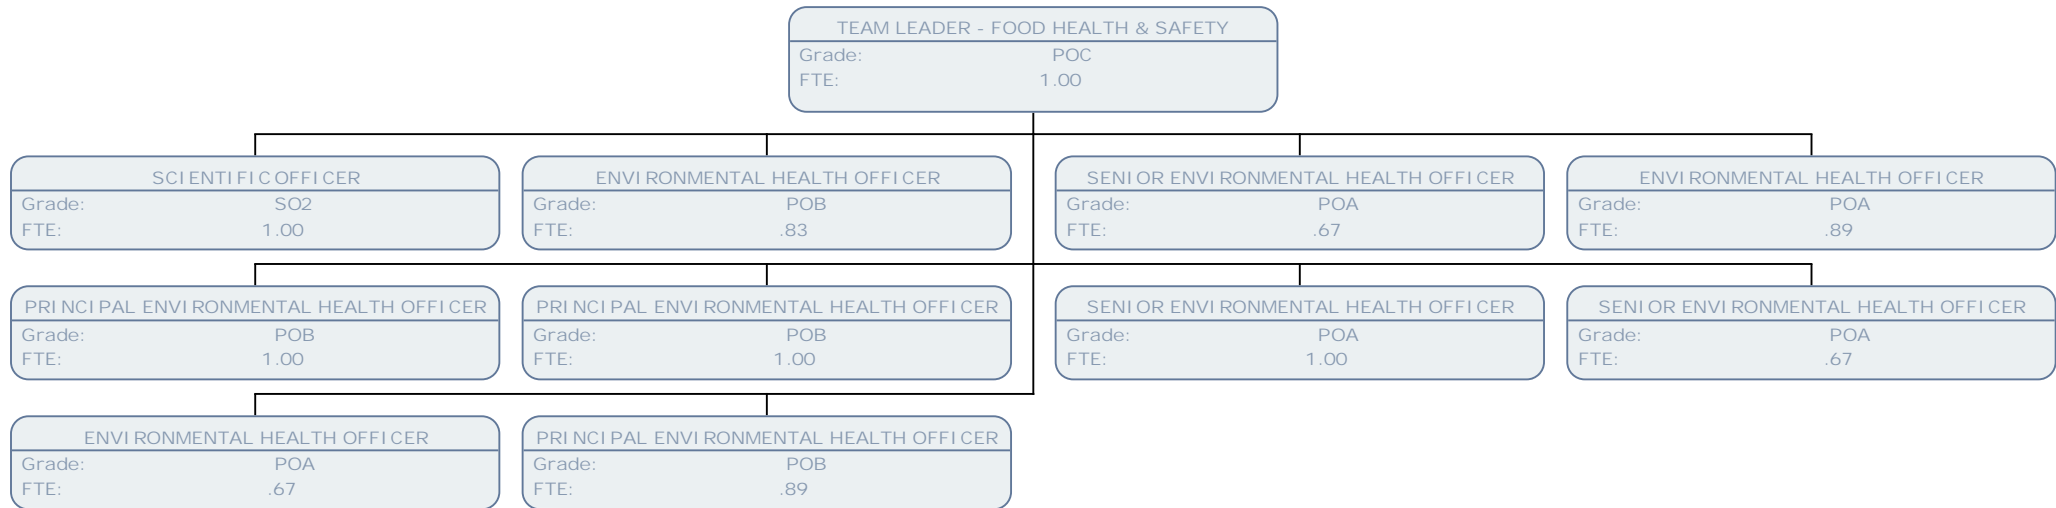 TEAM LEADER - FOOD HEALTH & SAFETY
Grade: POC
FTE: 1.00
SCIENTIFIC OFFICER
Grade: SO2
FTE: 1.00
ENVIRONMENTAL HEALTH OFFICER
Grade: POB
FTE: .83
SENIOR ENVIRONMENTAL HEALTH OFFICER
Grade: POA
FTE: .67
ENVIRONMENTAL HEALTH OFFICER
Grade: POA
FTE: .89
PRINCIPAL ENVIRONMENTAL HEALTH OFFICER
Grade: POB
FTE: 1.00
PRINCIPAL ENVIRONMENTAL HEALTH OFFICER
Grade: POB
FTE: 1.00
SENIOR ENVIRONMENTAL HEALTH OFFICER
Grade: POA
FTE: 1.00
SENIOR ENVIRONMENTAL HEALTH OFFICER
Grade: POA
FTE: .67
ENVIRONMENTAL HEALTH OFFICER
Grade: POA
FTE: .67
PRINCIPAL ENVIRONMENTAL HEALTH OFFICER
Grade: POB
FTE: .89